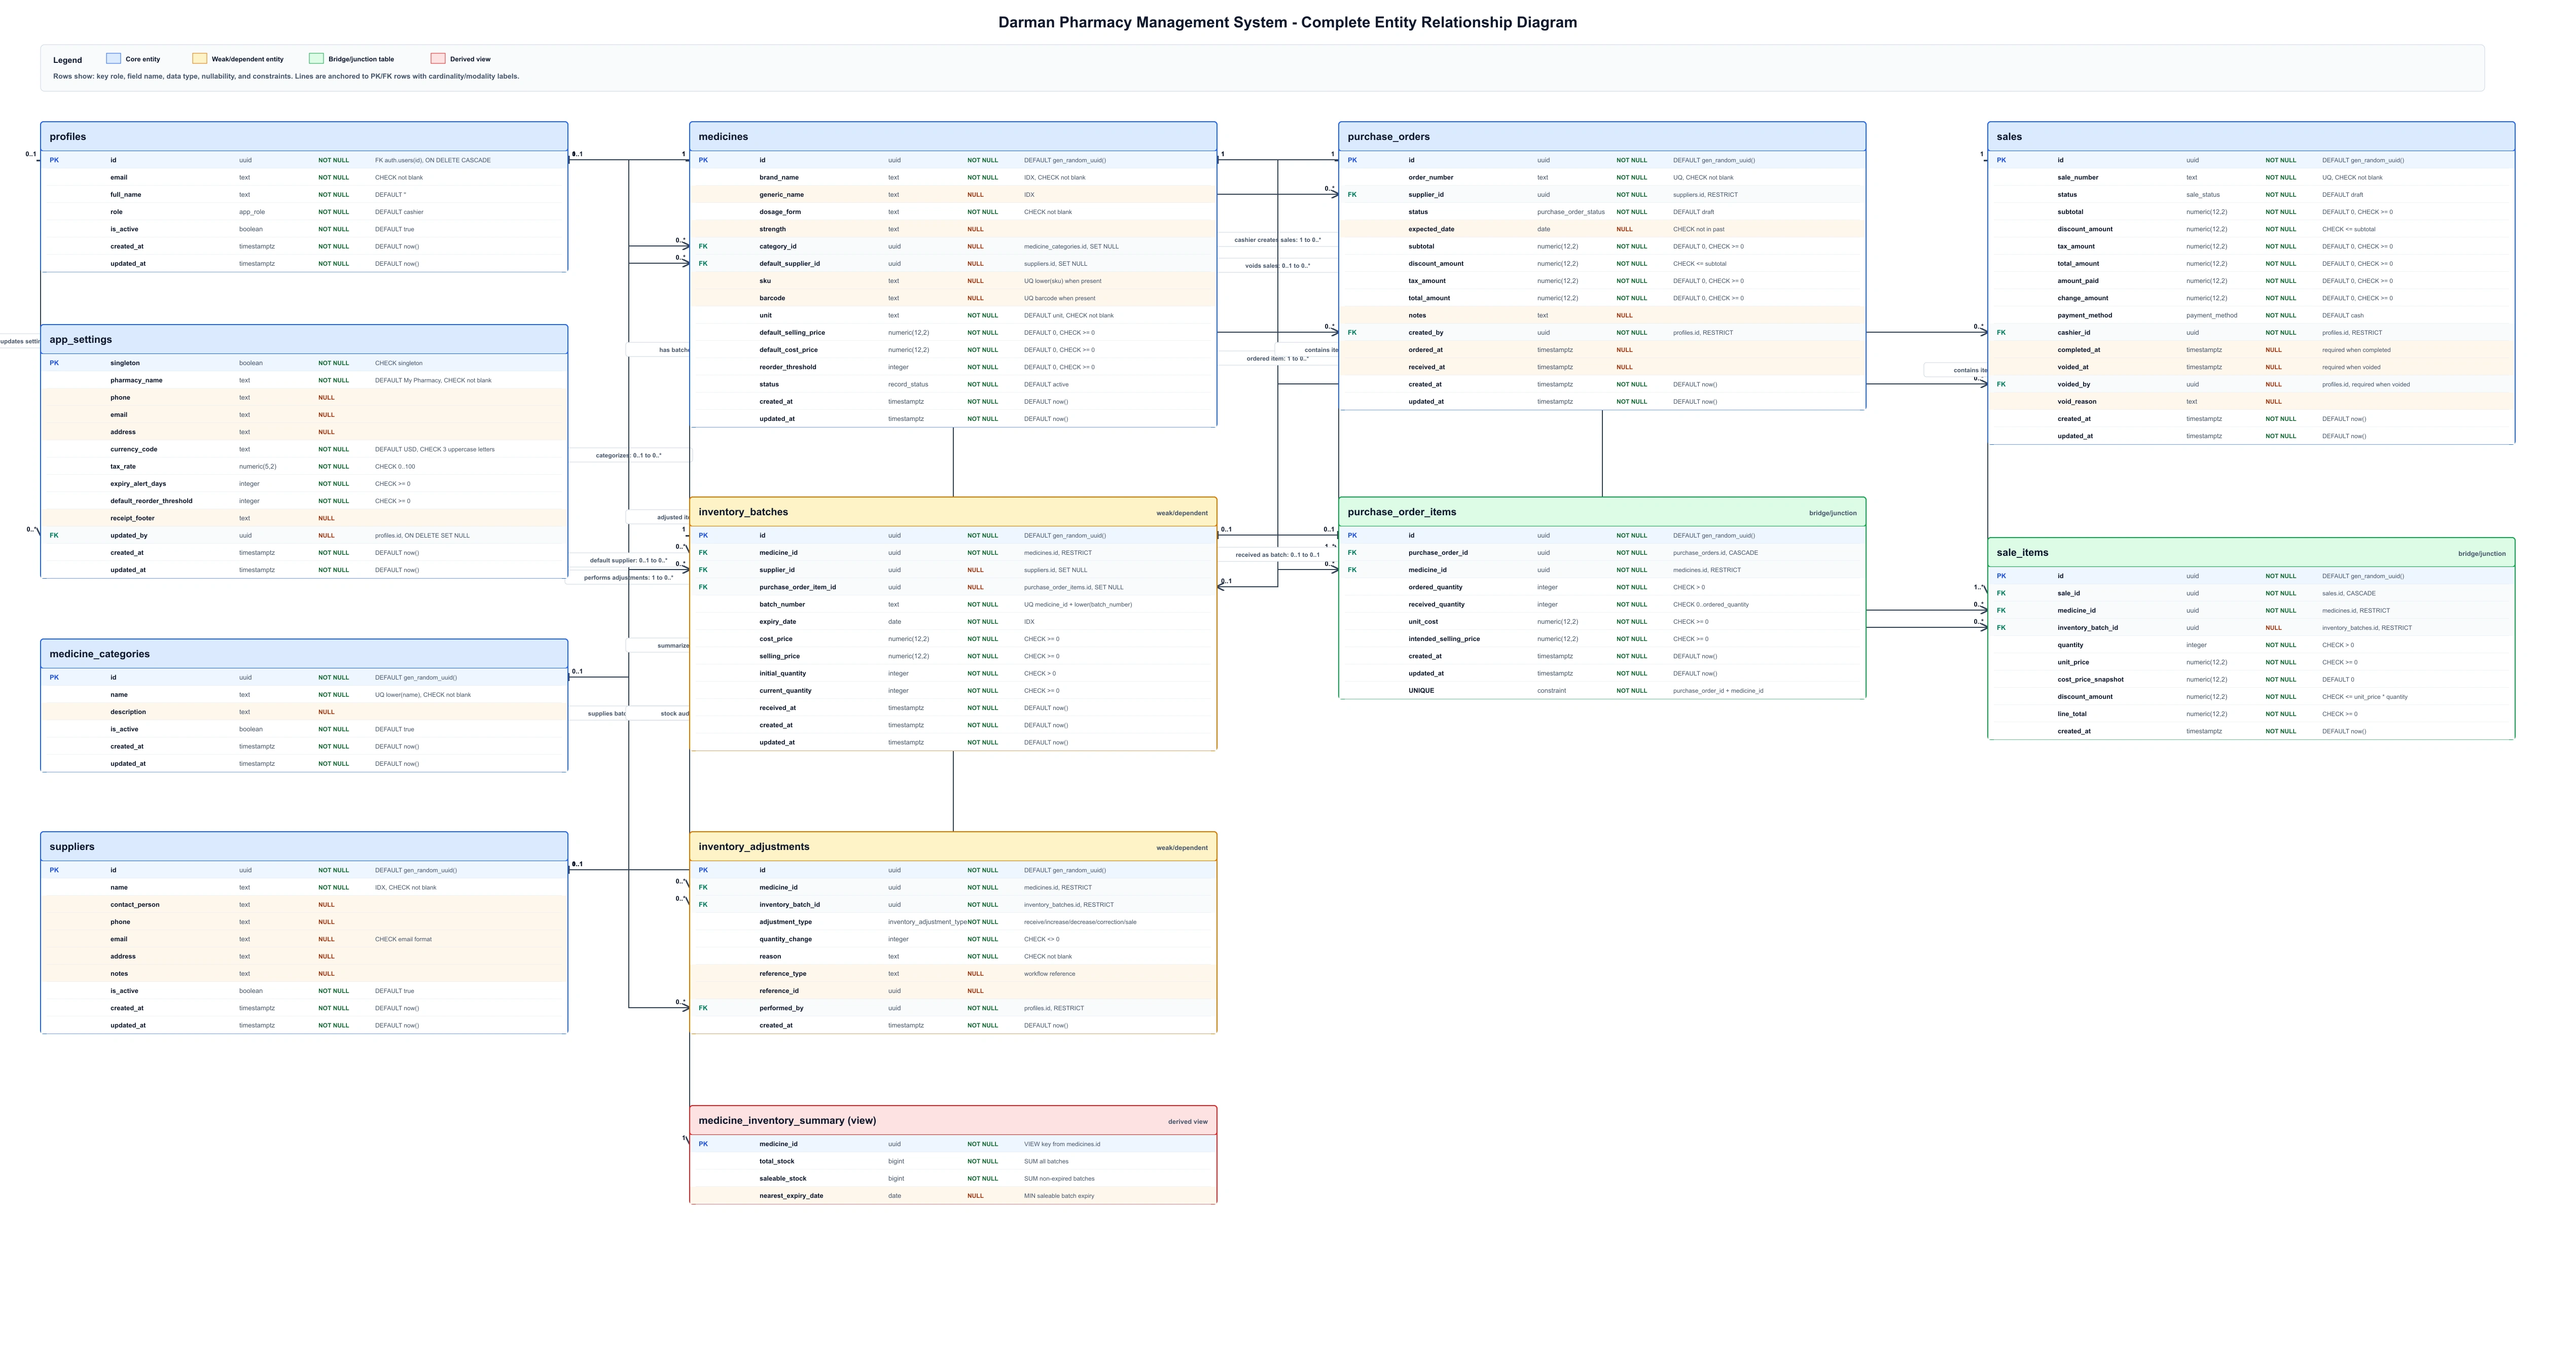 Darman Pharmacy Management System - Complete Entity Relationship Diagram
Legend Core entity Weak/dependent entity Bridge/junction table Derived view
Rows show: key role, field name, data type, nullability, and constraints. Lines are anchored to PK/FK rows with cardinality/modality labels.
profiles
PK id uuid NOT NULL FK auth.users(id), ON DELETE CASCADE
email text NOT NULL CHECK not blank
full_name text NOT NULL DEFAULT ''
role app_role NOT NULL DEFAULT cashier
is_active boolean NOT NULL DEFAULT true
created_at timestamptz NOT NULL DEFAULT now()
updated_at timestamptz NOT NULL DEFAULT now()
0..1
app_settings
PK singleton boolean NOT NULL CHECK singleton
pharmacy_name text NOT NULL DEFAULT My Pharmacy, CHECK not blank
phone text NULL
email text NULL
address text NULL
currency_code text NOT NULL DEFAULT USD, CHECK 3 uppercase letters
tax_rate numeric(5,2) NOT NULL CHECK 0..100
expiry_alert_days integer NOT NULL CHECK >= 0
default_reorder_threshold integer NOT NULL CHECK >= 0
receipt_footer text NULL
FK updated_by uuid NULL profiles.id, ON DELETE SET NULL
created_at timestamptz NOT NULL DEFAULT now()
updated_at timestamptz NOT NULL DEFAULT now()
0..*
medicine_categories
PK id uuid NOT NULL DEFAULT gen_random_uuid()
name text NOT NULL UQ lower(name), CHECK not blank
description text NULL
is_active boolean NOT NULL DEFAULT true
created_at timestamptz NOT NULL DEFAULT now()
updated_at timestamptz NOT NULL DEFAULT now()
0..1
suppliers
PK id uuid NOT NULL DEFAULT gen_random_uuid()
name text NOT NULL IDX, CHECK not blank
contact_person text NULL
phone text NULL
email text NULL CHECK email format
address text NULL
notes text NULL
is_active boolean NOT NULL DEFAULT true
created_at timestamptz NOT NULL DEFAULT now()
updated_at timestamptz NOT NULL DEFAULT now()
categorizes: 0..1 to 0..*
default supplier: 0..1 to 0..*
performs adjustments: 1 to 0..*
medicines
PK id uuid NOT NULL DEFAULT gen_random_uuid()
brand_name text NOT NULL IDX, CHECK not blank
generic_name text NULL IDX
dosage_form text NOT NULL CHECK not blank
strength text NULL
FK category_id uuid NULL medicine_categories.id, SET NULL
FK default_supplier_id uuid NULL suppliers.id, SET NULL
sku text NULL UQ lower(sku) when present
barcode text NULL UQ barcode when present
unit text NOT NULL DEFAULT unit, CHECK not blank
default_selling_price numeric(12,2) NOT NULL DEFAULT 0, CHECK >= 0
default_cost_price numeric(12,2) NOT NULL DEFAULT 0, CHECK >= 0
reorder_threshold integer NOT NULL DEFAULT 0, CHECK >= 0
status record_status NOT NULL DEFAULT active
created_at timestamptz NOT NULL DEFAULT now()
updated_at timestamptz NOT NULL DEFAULT now()
inventory_batches weak/dependent
PK id uuid NOT NULL DEFAULT gen_random_uuid()
FK medicine_id uuid NOT NULL medicines.id, RESTRICT
FK supplier_id uuid NULL suppliers.id, SET NULL
FK purchase_order_item_id uuid NULL purchase_order_items.id, SET NULL
batch_number text NOT NULL UQ medicine_id + lower(batch_number)
expiry_date date NOT NULL IDX
cost_price numeric(12,2) NOT NULL CHECK >= 0
selling_price numeric(12,2) NOT NULL CHECK >= 0
initial_quantity integer NOT NULL CHECK > 0
current_quantity integer NOT NULL CHECK >= 0
received_at timestamptz NOT NULL DEFAULT now()
created_at timestamptz NOT NULL DEFAULT now()
updated_at timestamptz NOT NULL DEFAULT now()
inventory_adjustments weak/dependent
PK id uuid NOT NULL DEFAULT gen_random_uuid()
FK medicine_id uuid NOT NULL medicines.id, RESTRICT
FK inventory_batch_id uuid NOT NULL inventory_batches.id, RESTRICT
adjustment_type inventory_adjustment_type NOT NULL receive/increase/decrease/correction/sale
quantity_change integer NOT NULL CHECK <> 0
reason text NOT NULL CHECK not blank
reference_type text NULL workflow reference
reference_id uuid NULL
FK performed_by uuid NOT NULL profiles.id, RESTRICT
created_at timestamptz NOT NULL DEFAULT now()
medicine_inventory_summary (view) derived view
PK medicine_id uuid NOT NULL VIEW key from medicines.id
total_stock bigint NOT NULL SUM all batches
saleable_stock bigint NOT NULL SUM non-expired batches
nearest_expiry_date date NULL MIN saleable batch expiry
cashier creates sales: 1 to 0..*
voids sales: 0..1 to 0..*
ordered item: 1 to 0..*
received as batch: 0..1 to 0..1
purchase_orders
PK id uuid NOT NULL DEFAULT gen_random_uuid()
order_number text NOT NULL UQ, CHECK not blank
FK supplier_id uuid NOT NULL suppliers.id, RESTRICT
status purchase_order_status NOT NULL DEFAULT draft
expected_date date NULL CHECK not in past
subtotal numeric(12,2) NOT NULL DEFAULT 0, CHECK >= 0
discount_amount numeric(12,2) NOT NULL CHECK <= subtotal
tax_amount numeric(12,2) NOT NULL DEFAULT 0, CHECK >= 0
total_amount numeric(12,2) NOT NULL DEFAULT 0, CHECK >= 0
notes text NULL
FK created_by uuid NOT NULL profiles.id, RESTRICT
ordered_at timestamptz NULL
received_at timestamptz NULL
created_at timestamptz NOT NULL DEFAULT now()
updated_at timestamptz NOT NULL DEFAULT now()
purchase_order_items bridge/junction
PK id uuid NOT NULL DEFAULT gen_random_uuid()
FK purchase_order_id uuid NOT NULL purchase_orders.id, CASCADE
FK medicine_id uuid NOT NULL medicines.id, RESTRICT
ordered_quantity integer NOT NULL CHECK > 0
received_quantity integer NOT NULL CHECK 0..ordered_quantity
unit_cost numeric(12,2) NOT NULL CHECK >= 0
intended_selling_price numeric(12,2) NOT NULL CHECK >= 0
created_at timestamptz NOT NULL DEFAULT now()
updated_at timestamptz NOT NULL DEFAULT now()
UNIQUE constraint NOT NULL purchase_order_id + medicine_id
sales
PK id uuid NOT NULL DEFAULT gen_random_uuid()
sale_number text NOT NULL UQ, CHECK not blank
status sale_status NOT NULL DEFAULT draft
subtotal numeric(12,2) NOT NULL DEFAULT 0, CHECK >= 0
discount_amount numeric(12,2) NOT NULL CHECK <= subtotal
tax_amount numeric(12,2) NOT NULL DEFAULT 0, CHECK >= 0
total_amount numeric(12,2) NOT NULL DEFAULT 0, CHECK >= 0
amount_paid numeric(12,2) NOT NULL DEFAULT 0, CHECK >= 0
change_amount numeric(12,2) NOT NULL DEFAULT 0, CHECK >= 0
payment_method payment_method NOT NULL DEFAULT cash
FK cashier_id uuid NOT NULL profiles.id, RESTRICT
completed_at timestamptz NULL required when completed
voided_at timestamptz NULL required when voided
FK voided_by uuid NULL profiles.id, required when voided
void_reason text NULL
created_at timestamptz NOT NULL DEFAULT now()
updated_at timestamptz NOT NULL DEFAULT now()
sale_items bridge/junction
PK id uuid NOT NULL DEFAULT gen_random_uuid()
FK sale_id uuid NOT NULL sales.id, CASCADE
FK medicine_id uuid NOT NULL medicines.id, RESTRICT
FK inventory_batch_id uuid NULL inventory_batches.id, RESTRICT
quantity integer NOT NULL CHECK > 0
unit_price numeric(12,2) NOT NULL CHECK >= 0
cost_price_snapshot numeric(12,2) NOT NULL DEFAULT 0
discount_amount numeric(12,2) NOT NULL CHECK <= unit_price * quantity
line_total numeric(12,2) NOT NULL CHECK >= 0
created_at timestamptz NOT NULL DEFAULT now()